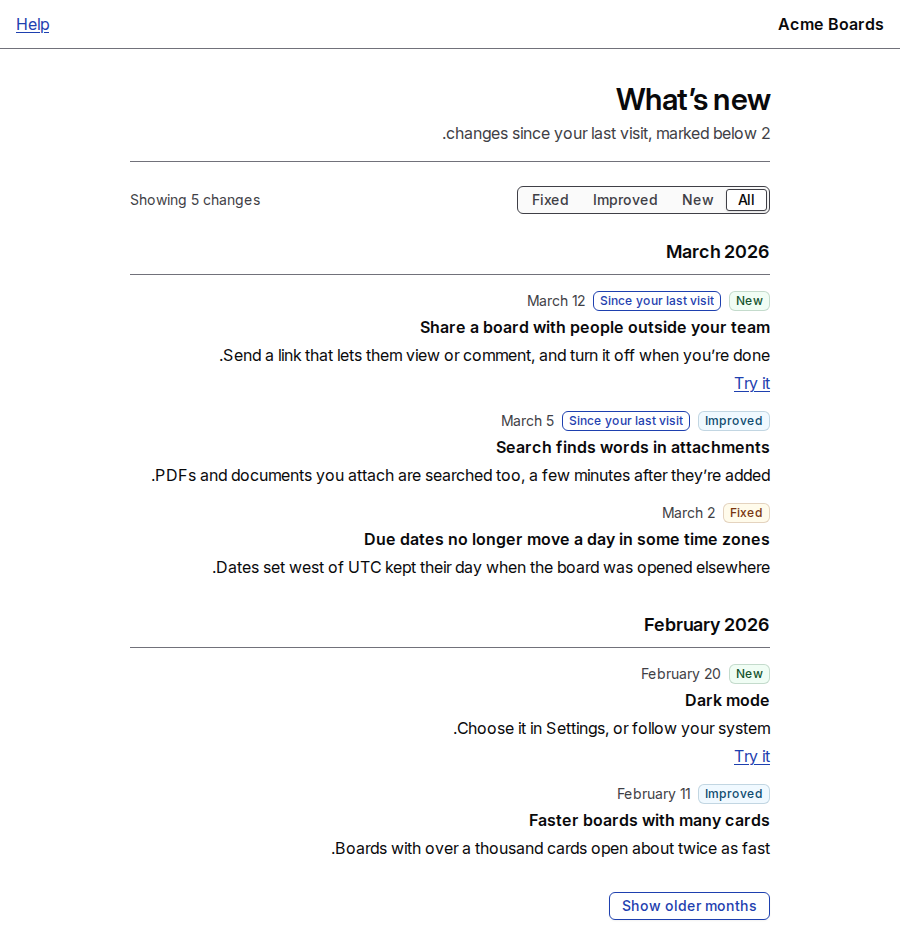 Help
Acme Boards
What’s new
.changes since your last visit, marked below 2
Showing 5 changes
Fixed Improved New All
March 2026
March 12 Since your last visit New
Share a board with people outside your team
.Send a link that lets them view or comment, and turn it off when you’re done
Try it
March 5 Since your last visit Improved
Search finds words in attachments
.PDFs and documents you attach are searched too, a few minutes after they’re added
March 2 Fixed
Due dates no longer move a day in some time zones
.Dates set west of UTC kept their day when the board was opened elsewhere
February 2026
February 20 New
Dark mode
.Choose it in Settings, or follow your system
Try it
February 11 Improved
Faster boards with many cards
.Boards with over a thousand cards open about twice as fast
Show older months